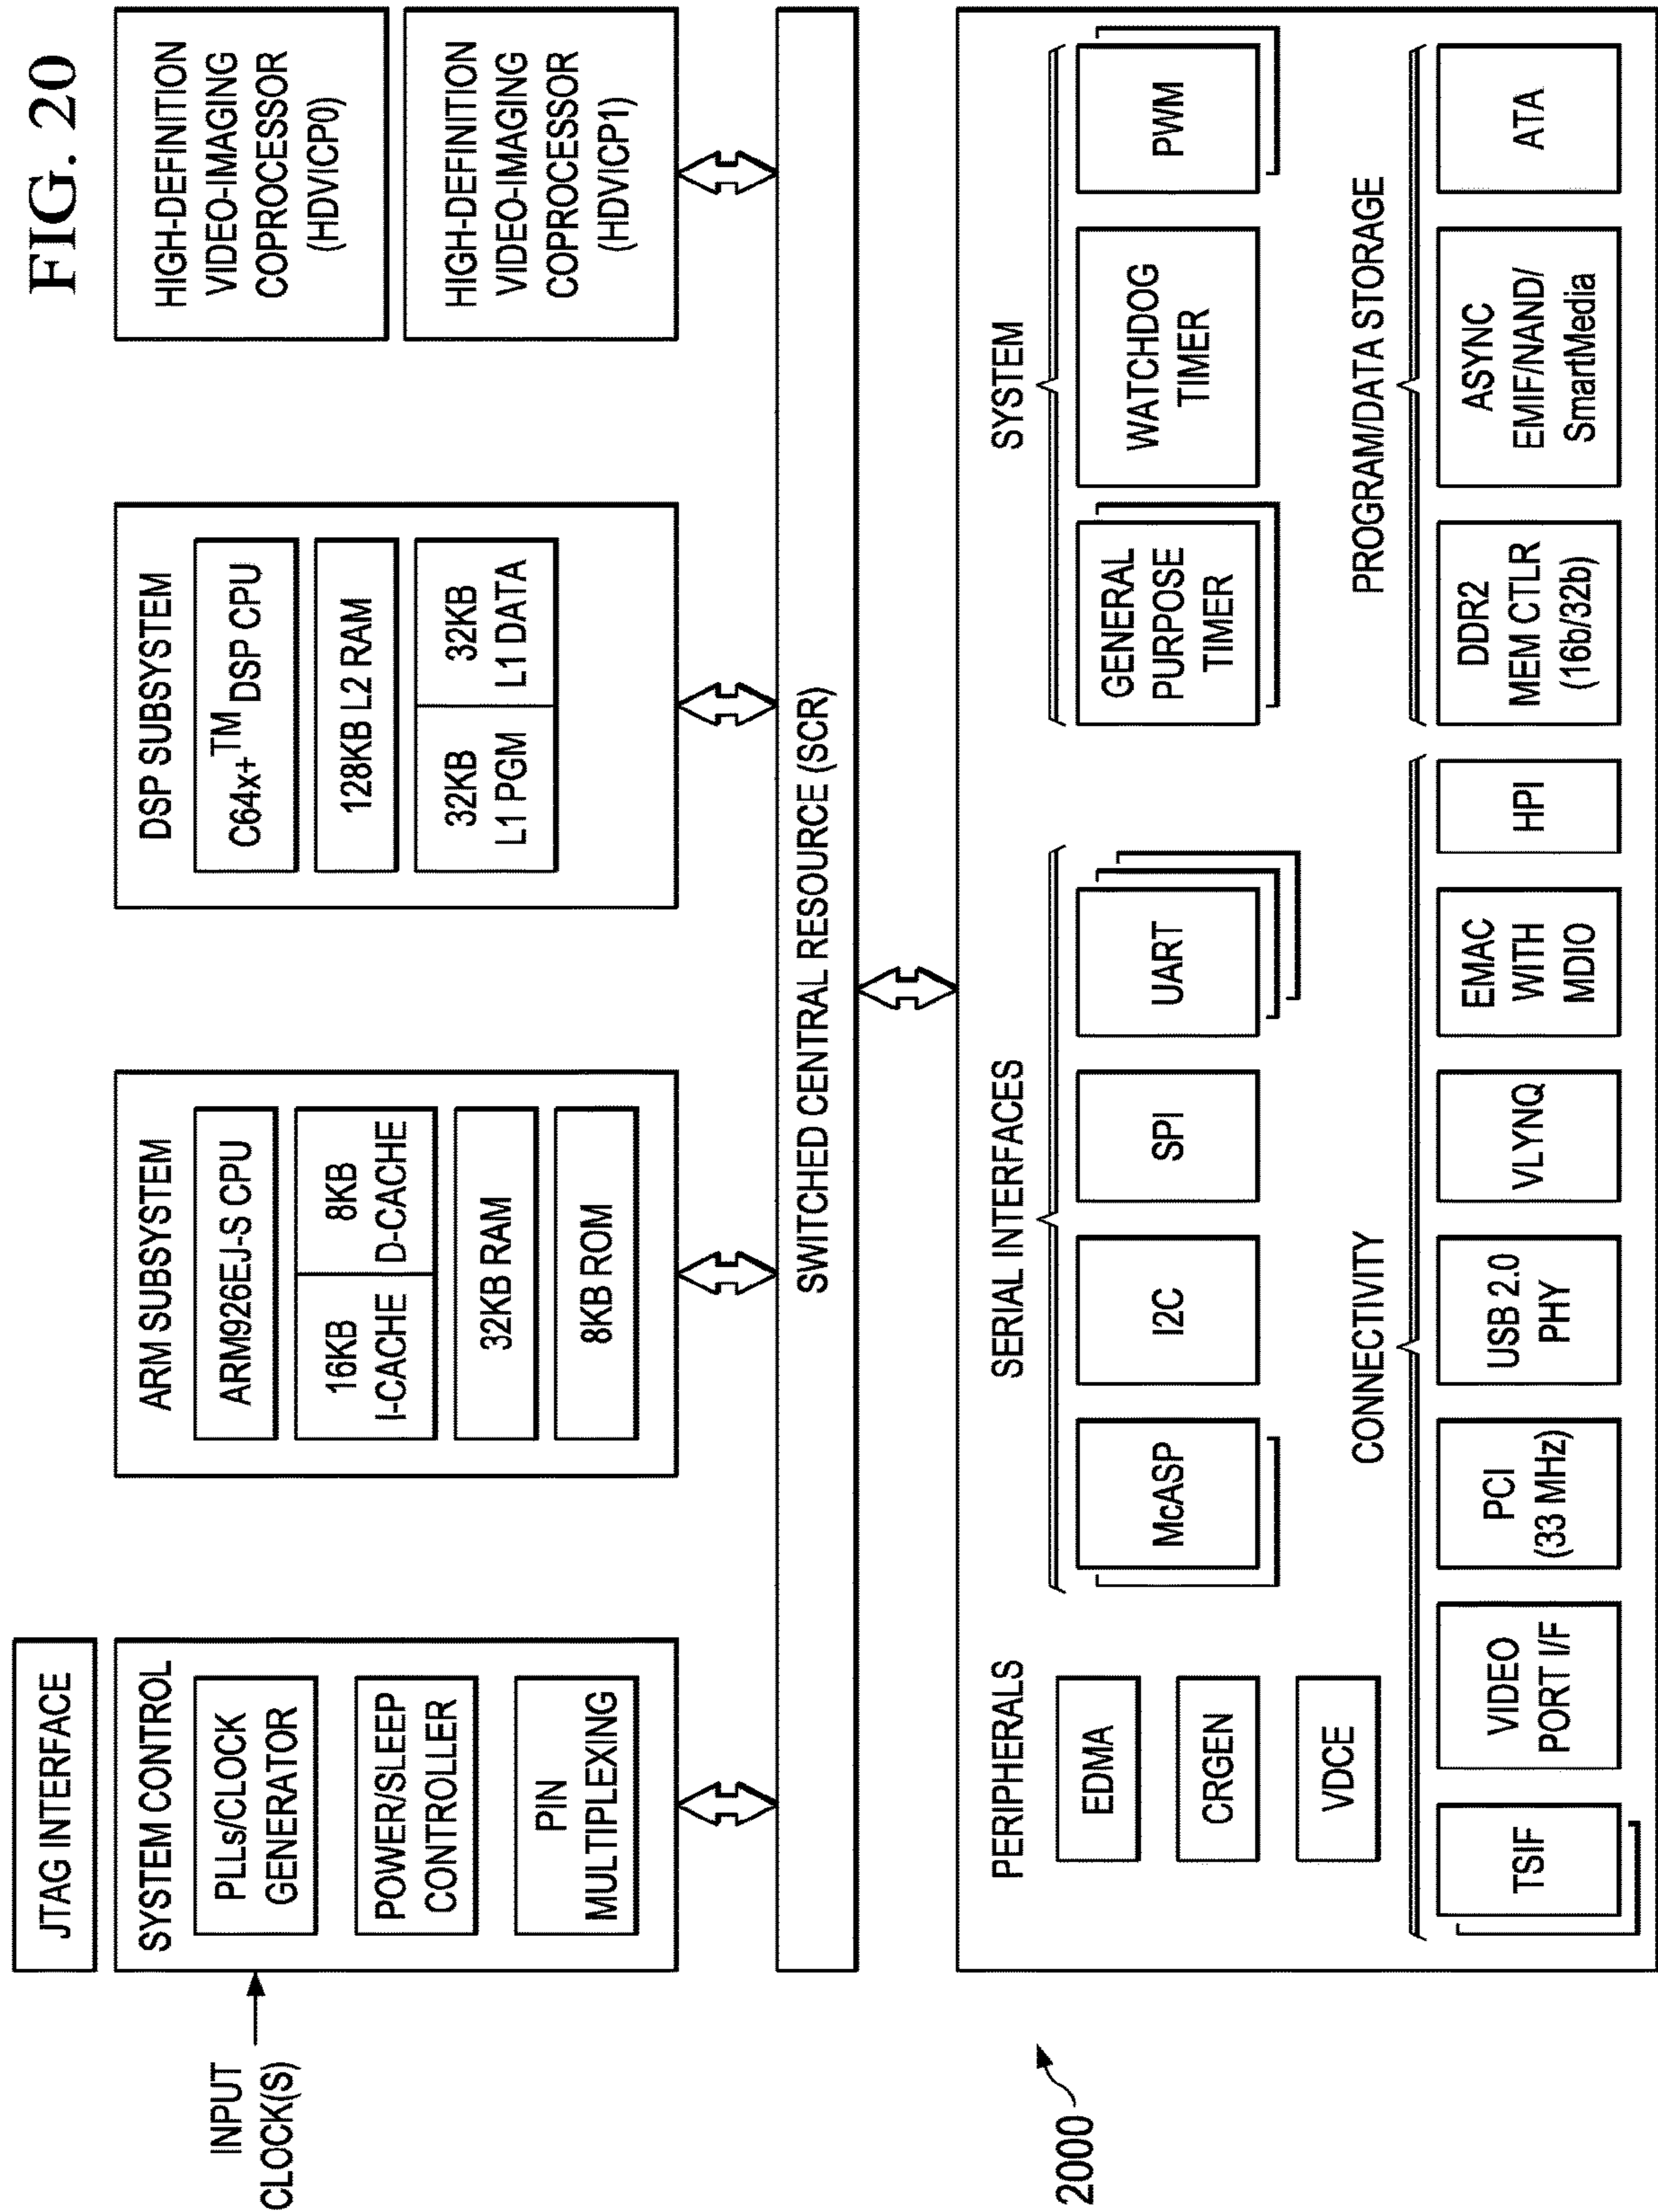 FIG. 20
JTAG INTERFACE
INPUT
CLOCK(S)
SYSTEM CONTROL
PLLs/CLOCK
GENERATOR
POWER/SLEEP
CONTROLLER
PIN
MULTIPLEXING
ARM SUBSYSTEM
ARM926EJ-S CPU
16KB
I-CACHE
8KB
D-CACHE
32KB RAM
8KB ROM
DSP SUBSYSTEM
C64x+™ DSP CPU
128KB L2 RAM
32KB
L1 PGM
32KB
L1 DATA
HIGH-DEFINITION
VIDEO-IMAGING
COPROCESSOR
(HDVICP0)
HIGH-DEFINITION
VIDEO-IMAGING
COPROCESSOR
(HDVICP1)
SWITCHED CENTRAL RESOURCE (SCR)
2000
PERIPHERALS
EDMA
CRGEN
VDCE
SERIAL INTERFACES
McASP
I2C
SPI
UART
SYSTEM
GENERAL
PURPOSE
TIMER
WATCHDOG
TIMER
PWM
CONNECTIVITY
TSIF
VIDEO
PORT I/F
PCI
(33 MHz)
USB 2.0
PHY
VLYNQ
EMAC
WITH
MDIO
HPI
PROGRAM/DATA STORAGE
DDR2
MEM CTLR
(16b/32b)
ASYNC
EMIF/NAND/
SmartMedia
ATA